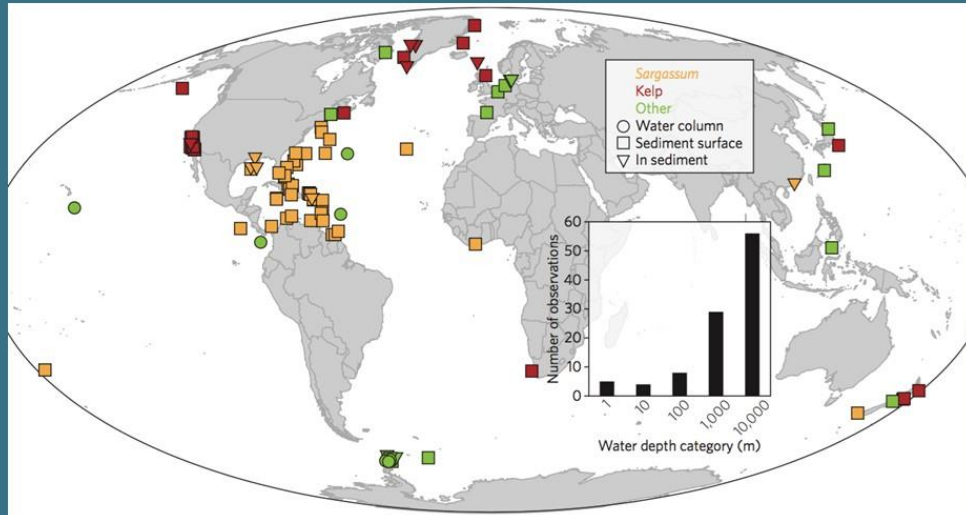 Sargassum
Kelp
Other
Water column
Sediment surface
In sediment
Number of observations
60
50
40
30
20
10
0
1
10
100
1,000
10,000
Water depth category (m)